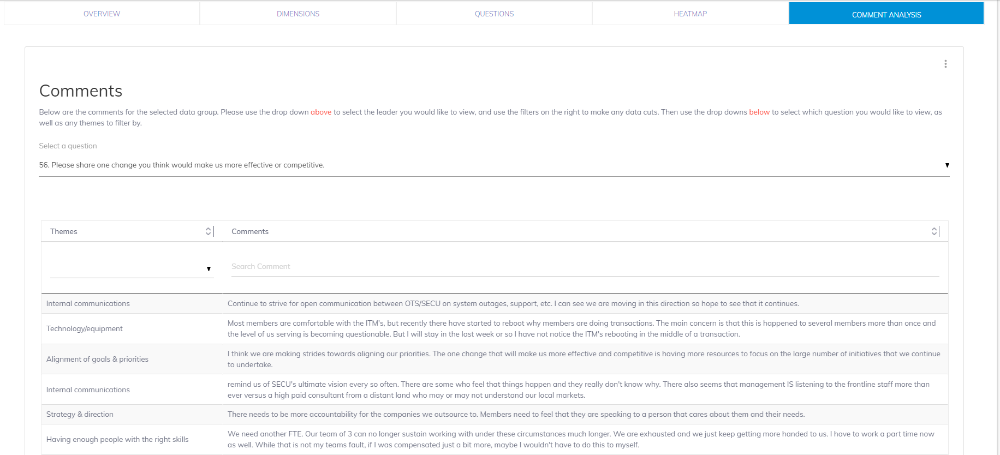 OVERVIEW
DIMENSIONS
QUESTIONS
HEATMAP
COMMENT ANALYSIS
Comments
Below are the comments for the selected data group. Please use the drop down above to select the leader you would like to view, and use the filters on the right to make any data cuts. Then use the drop downs below to select which question you would like to view, as
well as any themes to filter by.
Select a question
56. Please share one change you think would make us more effective or competitive.
Themes
Comments
Search Comment
Internal communications
Continue to strive for open communication between OTS/SECU on system outages, support, etc. I can see we are moving in this direction so hope to see that it continues.
Technology/equipment
Most members are comfortable with the ITM's, but recently there have started to reboot why members are doing transactions. The main concern is that this is happened to several members more than once and
the level of us serving is becoming questionable. But I will stay in the last week or so I have not notice the ITM's rebooting in the middle of a transaction.
Alignment of goals & priorities
I think we are making strides towards aligning our priorities. The one change that will make us more effective and competitive is having more resources to focus on the large number of initiatives that we continue
to undertake.
Internal communications
remind us of SECU's ultimate vision every so often. There are some who feel that things happen and they really don't know why. There also seems that management IS listening to the frontline staff more than
ever versus a high paid consultant from a distant land who may or may not understand our local markets.
Strategy & direction
There needs to be more accountability for the companies we outsource to. Members need to feel that they are speaking to a person that cares about them and their needs.
Having enough people with the right skills
We need another FTE. Our team of 3 can no longer sustain working with under these circumstances much longer. We are exhausted and we just keep getting more handed to us. I have to work a part time now
as well. While that is not my teams fault, if I was compensated just a bit more, maybe I wouldn't have to do this to myself.